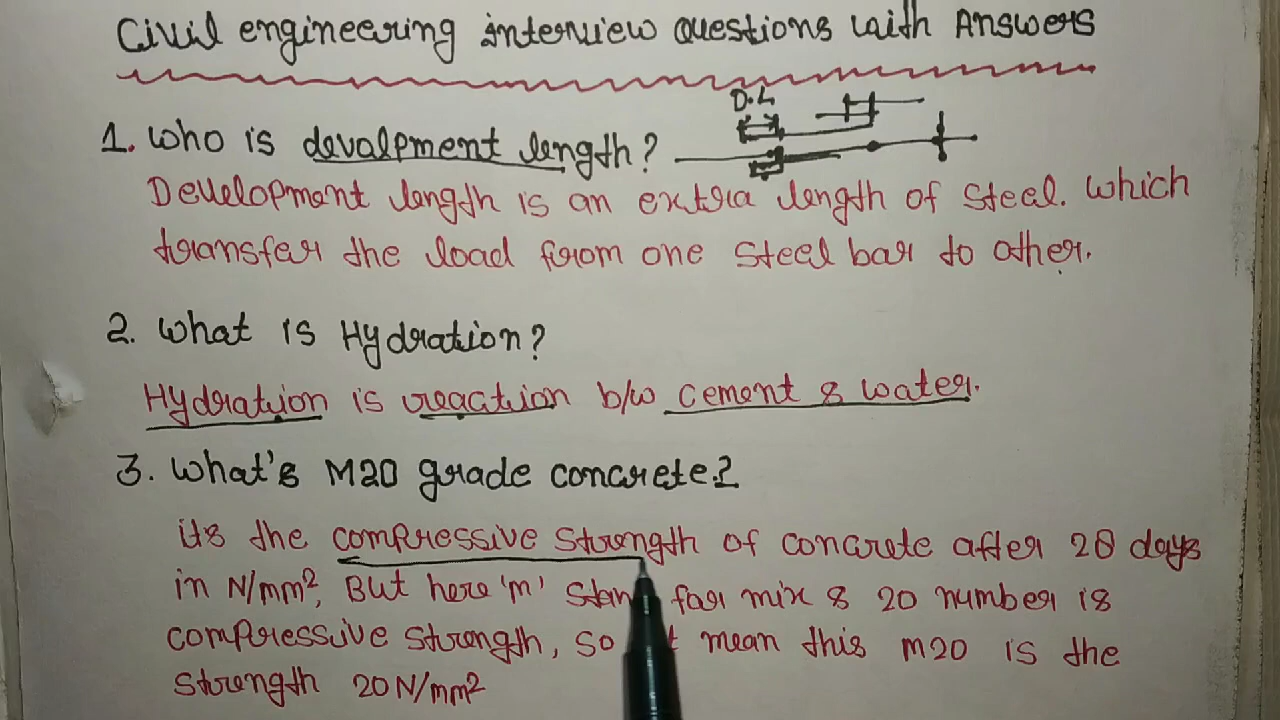 Civil engineering interview questions with Answers
D.L
1. Who is devalpment length?
Development length is an extra length of steel. which
transfer the load from one steel bar to other.
2. What is Hydration?
Hydration is reaction b/w cement & water.
3. What's M20 grade concrete?
its the compressive strength of concrete after 28 days
in N/mm², But here 'm' for mix & 20 number is
compressive strength, so mean this M20 is the
strength 20 N/mm²